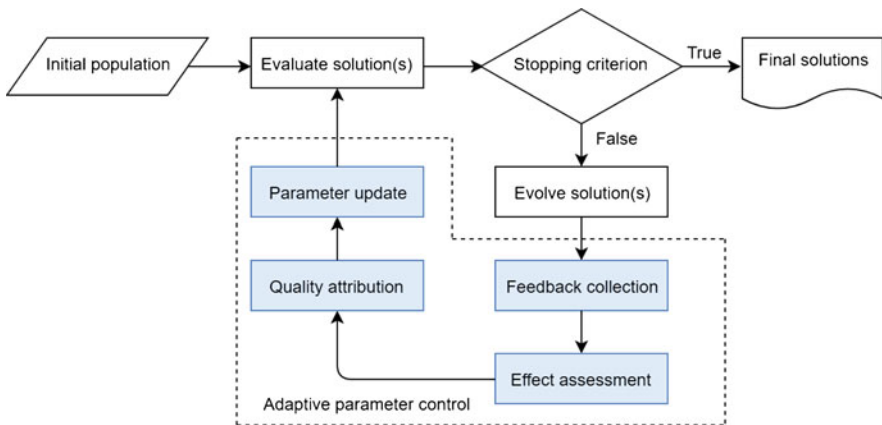 Initial population
Evaluate solution(s)
Stopping criterion
True
Final solutions
False
Parameter update
Evolve solution(s)
Quality attribution
Feedback collection
Effect assessment
Adaptive parameter control